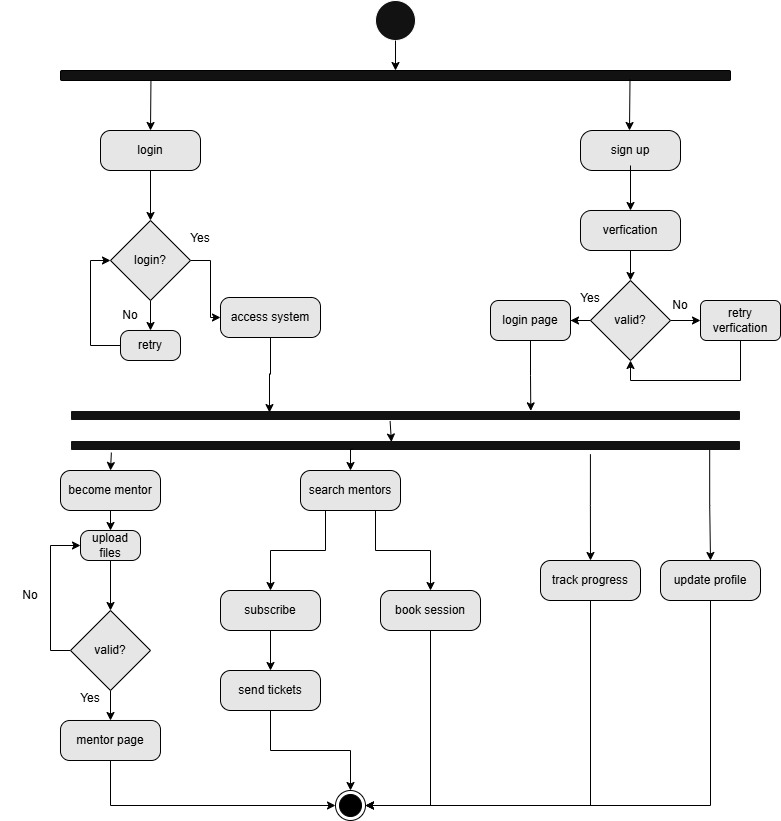 login
sign up
verfication
Yes
login?
No
retry
access system
Yes
No
login page
valid?
retry
verfication
become mentor
search mentors
upload
files
No
track progress
update profile
subscribe
book session
valid?
Yes
send tickets
mentor page